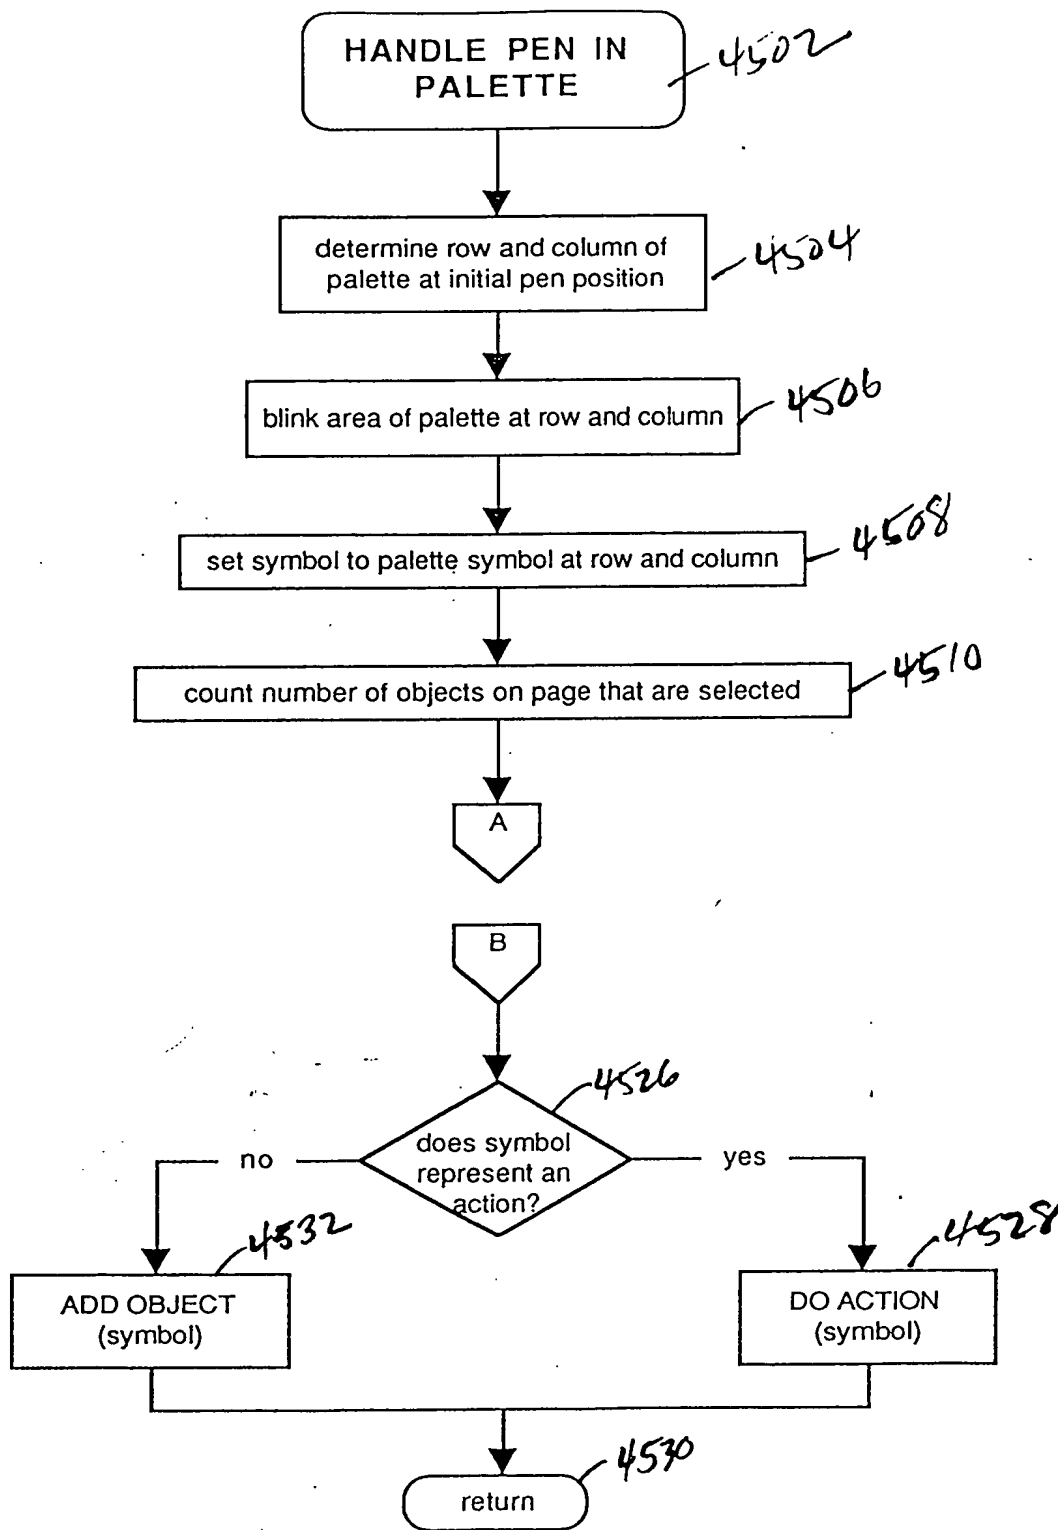 HANDLE PEN IN
PALETTE
4502
determine row and column of
palette at initial pen position
4504
blink area of palette at row and column
4506
set symbol to palette symbol at row and column
4508
count number of objects on page that are selected
4510
A
B
4526
does symbol
represent an
action?
no
yes
4532
ADD OBJECT
(symbol)
4528
DO ACTION
(symbol)
4530
return